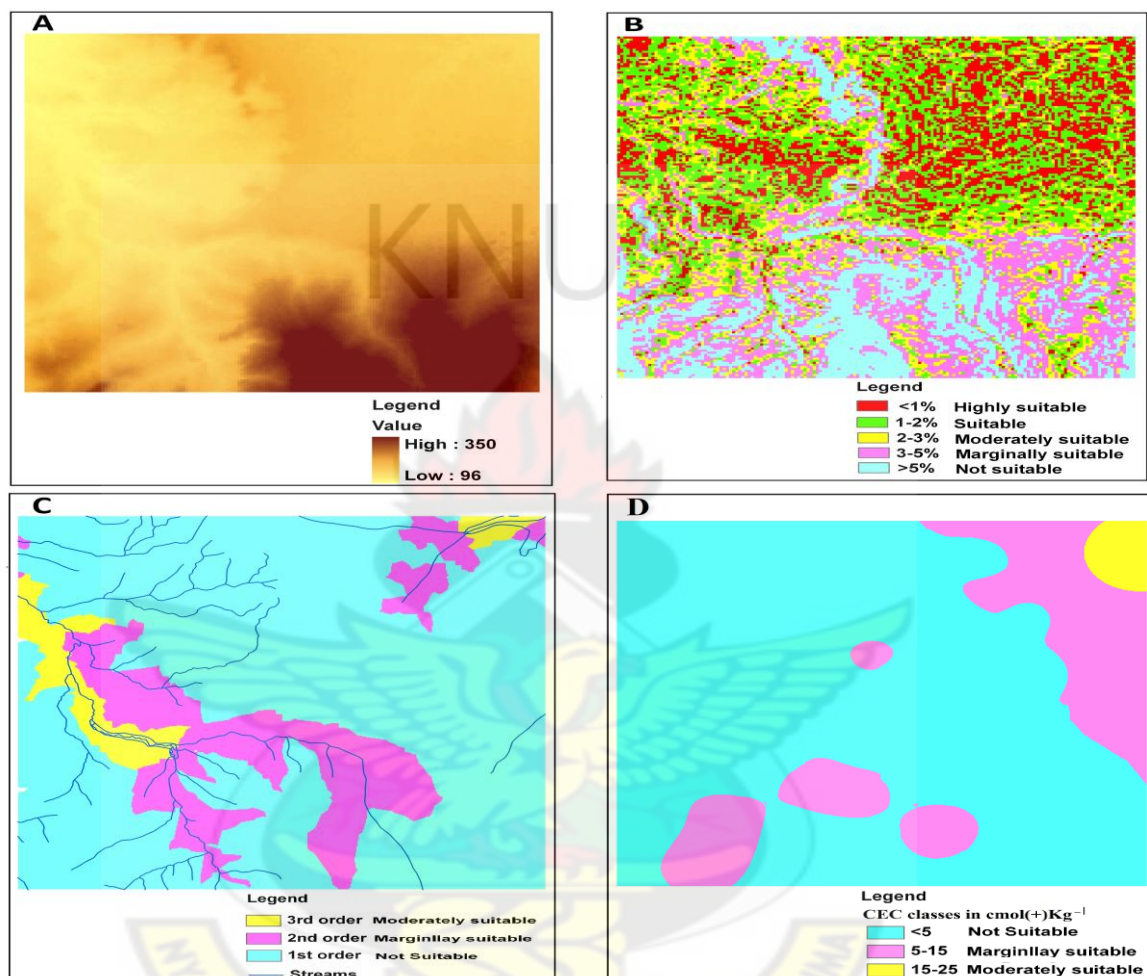 A
Legend
Value
High : 350
Low : 96
B
Legend
<1% Highly suitable
1-2% Suitable
2-3% Moderately suitable
3-5% Marginally suitable
>5% Not suitable
C
Legend
3rd order Moderately suitable
2nd order Marginllay suitable
1st order Not Suitable
Streams
D
Legend
CEC classes in cmol(+)Kg⁻¹
<5 Not Suitable
5-15 Marginllay suitable
15-25 Moderately suitable
KNU